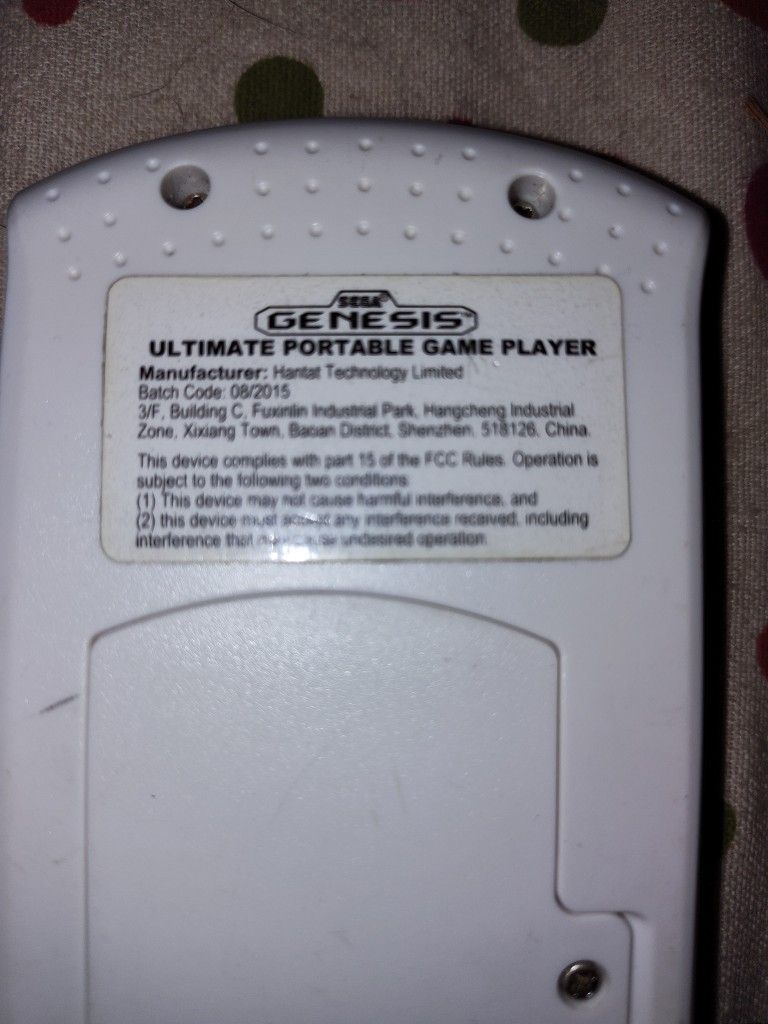 SEGA®
GENESIS™
ULTIMATE PORTABLE GAME PLAYER
Manufacturer: Hantat Technology Limited
Batch Code: 08/2015
3/F, Building C, Fuxinlin Industrial Park, Hangcheng Industrial
Zone, Xixiang Town, Baoan District, Shenzhen, 518126, China.
This device complies with part 15 of the FCC Rules. Operation is
subject to the following two conditions
(1) This device may not cause harmful interference, and
(2) this device must accept any interference received, including
interference that may cause undesired operation